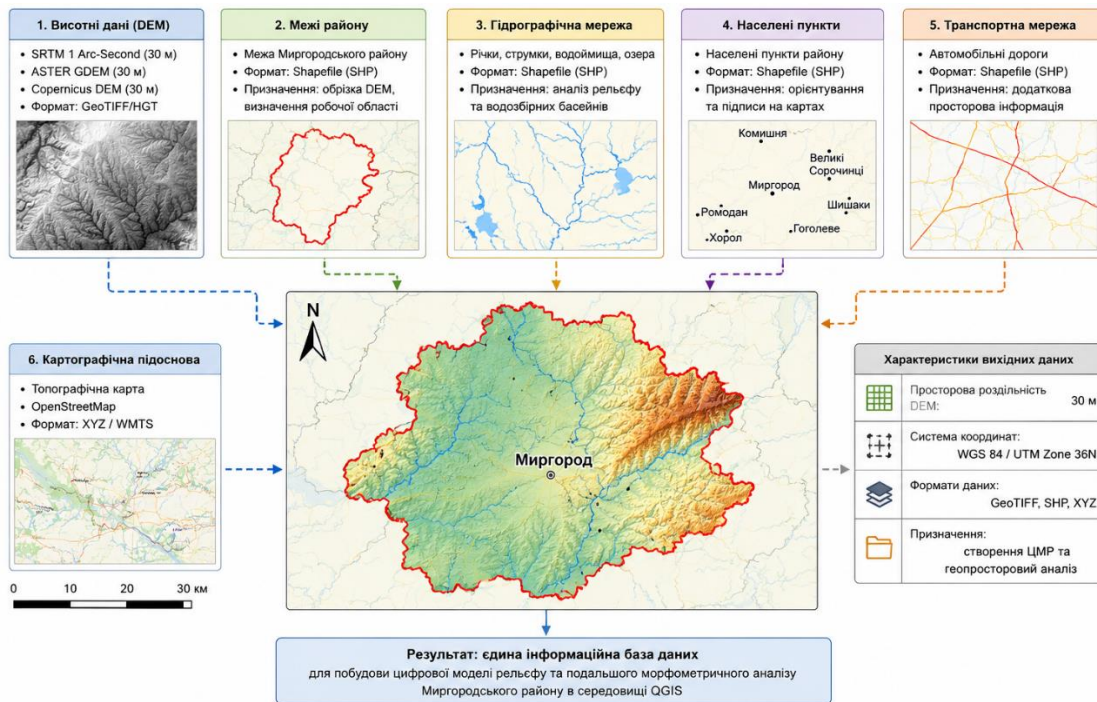 1. Висотні дані (DEM)
• SRTM 1 Arc-Second (30 м)
• ASTER GDEM (30 м)
• Copernicus DEM (30 м)
• Формат: GeoTIFF/HGT
2. Межі району
• Межа Миргородського району
• Формат: Shapefile (SHP)
• Призначення: обрізка DEM,
визначення робочої області
3. Гідрографічна мережа
• Річки, струмки, водоймища, озера
• Формат: Shapefile (SHP)
• Призначення: аналіз рельєфу
та водозбірних басейнів
4. Населені пункти
• Населені пункти району
• Формат: Shapefile (SHP)
• Призначення: орієнтування
та підписи на картах
Комишня
Великі
Сорочинці
Миргород
Шишаки
Ромодан
Гоголеве
Хорол
5. Транспортна мережа
• Автомобільні дороги
• Формат: Shapefile (SHP)
• Призначення: додаткова
просторова інформація
6. Картографічна підоснова
• Топографічна карта
• OpenStreetMap
• Формат: XYZ / WMTS
0 10 20 30 км
N
Миргород
Характеристики вихідних даних
Просторова роздільність
DEM: 30 м
Система координат:
WGS 84 / UTM Zone 36N
Формати даних:
GeoTIFF, SHP, XYZ
Призначення:
створення ЦМР та
геопросторовий аналіз
Результат: єдина інформаційна база даних
для побудови цифрової моделі рельєфу та подальшого морфометричного аналізу
Миргородського району в середовищі QGIS